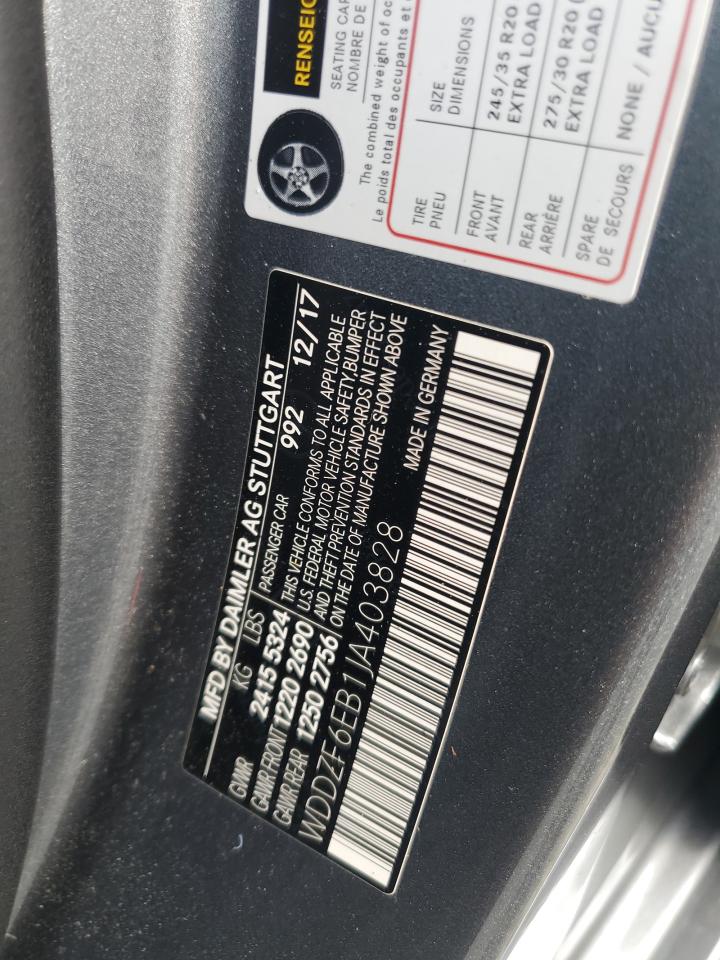 RENSEIG
SEATING CAP
NOMBRE DE
The combined weight of occ
Le poids total des occupants et d
TIRE
PNEU
SIZE
DIMENSIONS
FRONT
AVANT
245/35 R20
EXTRA LOAD
REAR
ARRIÈRE
275/30 R20
EXTRA LOAD
SPARE
DE SECOURS
NONE / AUCU
MFD BY DAIMLER AG STUTTGART
KG LBS PASSENGER CAR 992 12/17
GVWR 2415 5324
GAWR FRONT 1220 2690
GAWR REAR 1250 2756
THIS VEHICLE CONFORMS TO ALL APPLICABLE
U.S. FEDERAL MOTOR VEHICLE SAFETY, BUMPER
AND THEFT PREVENTION STANDARDS IN EFFECT
ON THE DATE OF MANUFACTURE SHOWN ABOVE
WDDZF6EB1JA403828 MADE IN GERMANY